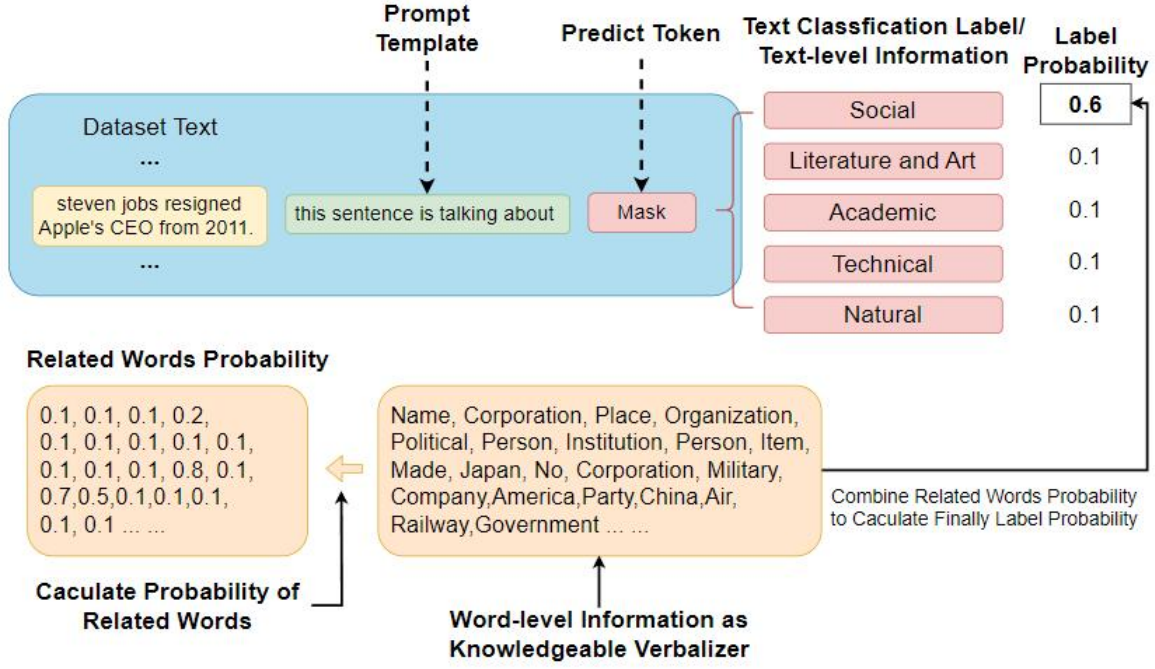 Prompt
Template
Predict Token
Text Classfication Label/
Text-level Information
Label
Probability
Dataset Text
...
steven jobs resigned
Apple's CEO from 2011.
...
this sentence is talking about
Mask
Social
0.6
Literature and Art
0.1
Academic
0.1
Technical
0.1
Natural
0.1
Related Words Probability
0.1, 0.1, 0.1, 0.2,
0.1, 0.1, 0.1, 0.1, 0.1,
0.1, 0.1, 0.1, 0.8, 0.1,
0.7,0.5,0.1,0.1,0.1,
0.1, 0.1 ... ...
Name, Corporation, Place, Organization,
Political, Person, Institution, Person, Item,
Made, Japan, No, Corporation, Military,
Company,America,Party,China,Air,
Railway,Government ... ...
Combine Related Words Probability
to Caculate Finally Label Probability
Caculate Probability of
Related Words
Word-level Information as
Knowledgeable Verbalizer